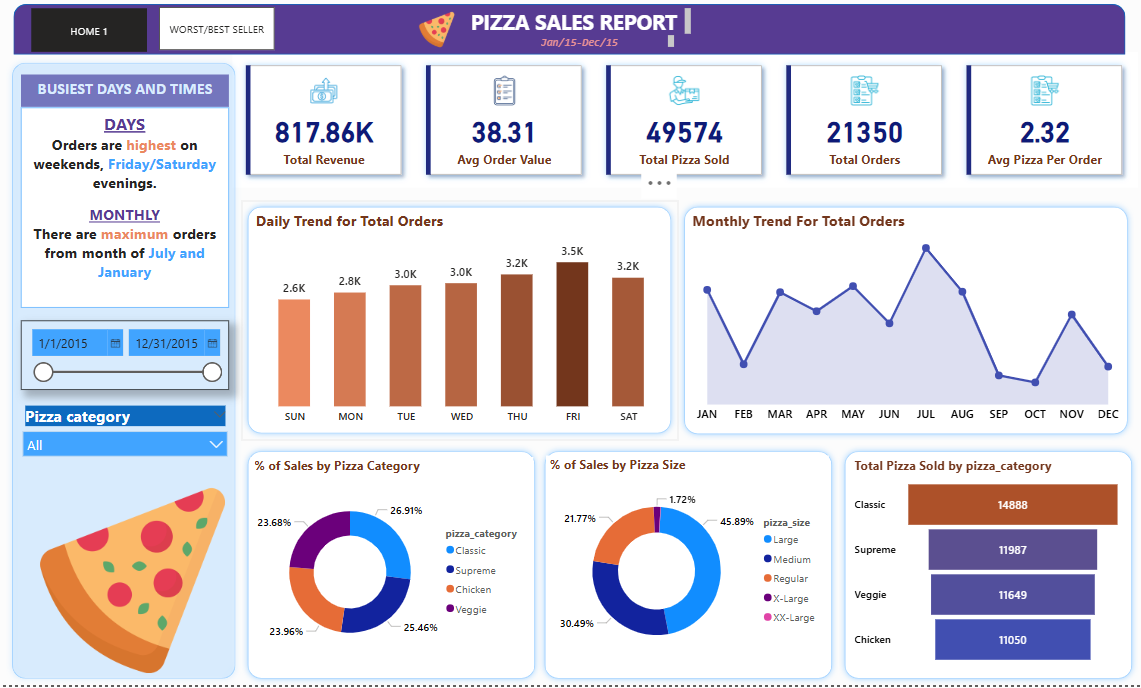 HOME 1
WORST/BEST SELLER
PIZZA SALES REPORT
Jan/15-Dec/15
BUSIEST DAYS AND TIMES
DAYS
Orders are highest on
weekends, Friday/Saturday
evenings.
MONTHLY
There are maximum orders
from month of July and
January
1/1/2015
12/31/2015
Pizza category
All
817.86K
Total Revenue
38.31
Avg Order Value
49574
Total Pizza Sold
21350
Total Orders
2.32
Avg Pizza Per Order
Daily Trend for Total Orders
2.6K
2.8K
3.0K
3.0K
3.2K
3.5K
3.2K
SUN MON TUE WED THU FRI SAT
Monthly Trend For Total Orders
JAN FEB MAR APR MAY JUN JUL AUG SEP OCT NOV DEC
% of Sales by Pizza Category
26.91%
25.46%
23.96%
23.68%
pizza_category
Classic
Supreme
Chicken
Veggie
% of Sales by Pizza Size
1.72%
45.89%
30.49%
21.77%
pizza_size
Large
Medium
Regular
X-Large
XX-Large
Total Pizza Sold by pizza_category
Classic 14888
Supreme 11987
Veggie 11649
Chicken 11050